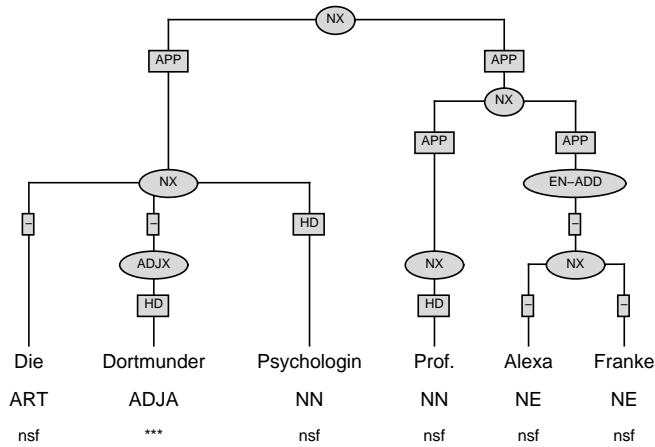 NX
APP APP
NX
APP APP
NX EN–ADD
– – HD –
ADJX NX NX
HD HD – –
Die Dortmunder Psychologin Prof. Alexa Franke
ART ADJA NN NN NE NE
nsf *** nsf nsf nsf nsf